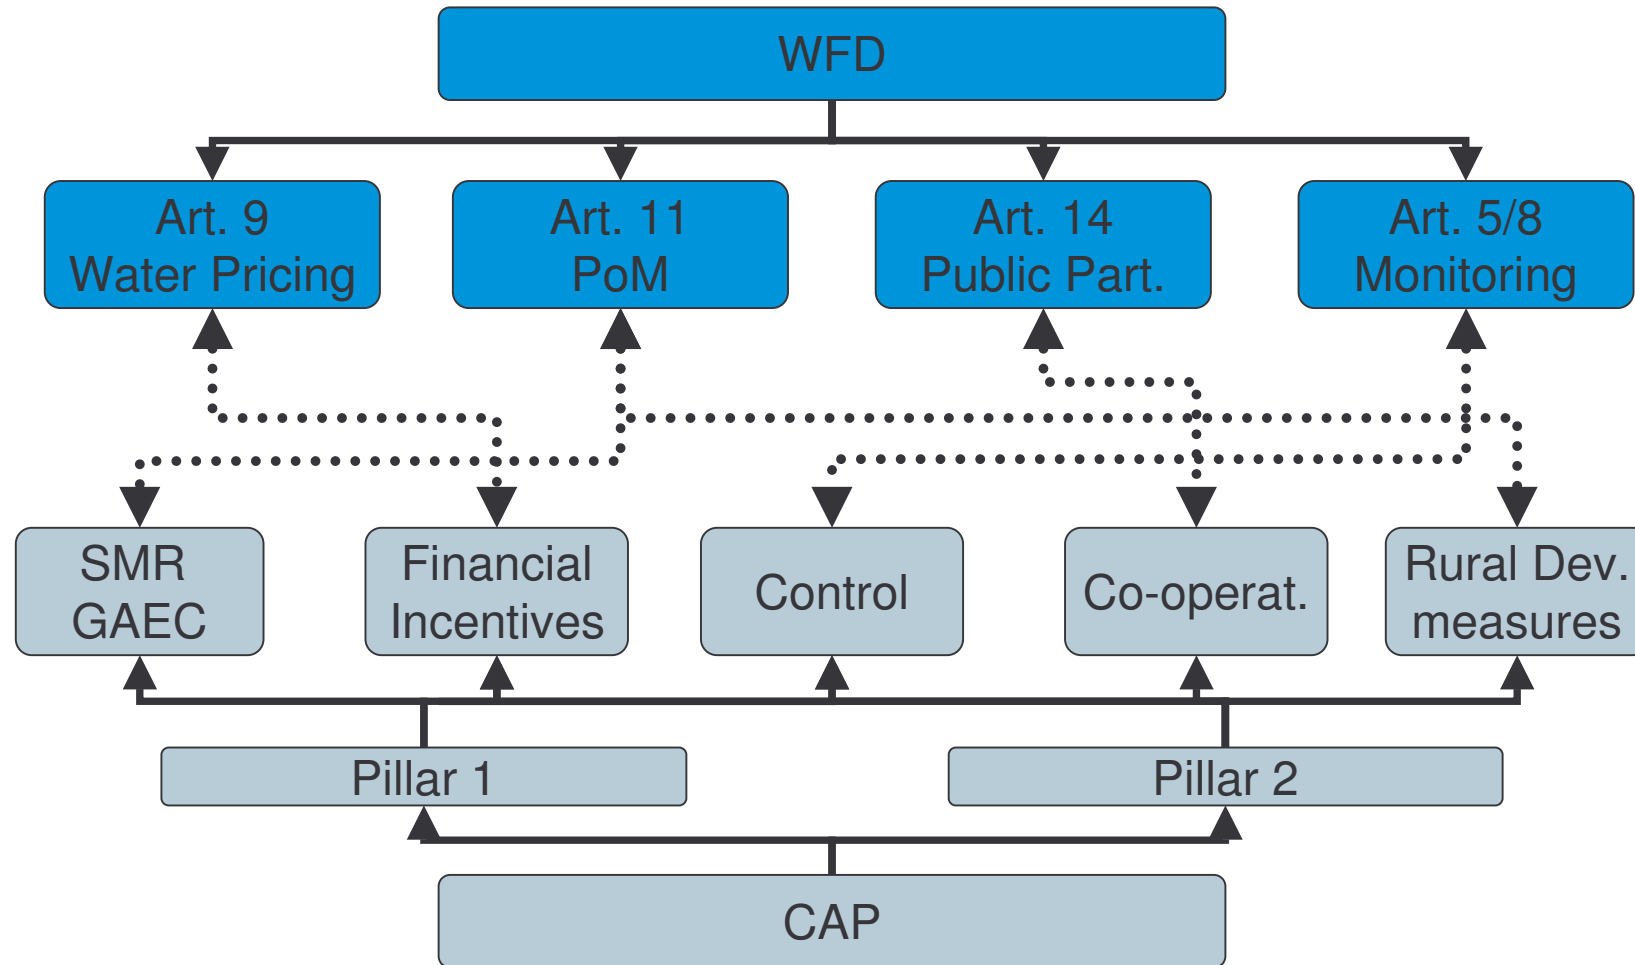 WFD
Art. 9
Water Pricing
Art. 11
PoM
Art. 14
Public Part.
Art. 5/8
Monitoring
SMR
GAEC
Financial
Incentives
Control
Co-operat.
Rural Dev.
measures
Pillar 1
Pillar 2
CAP